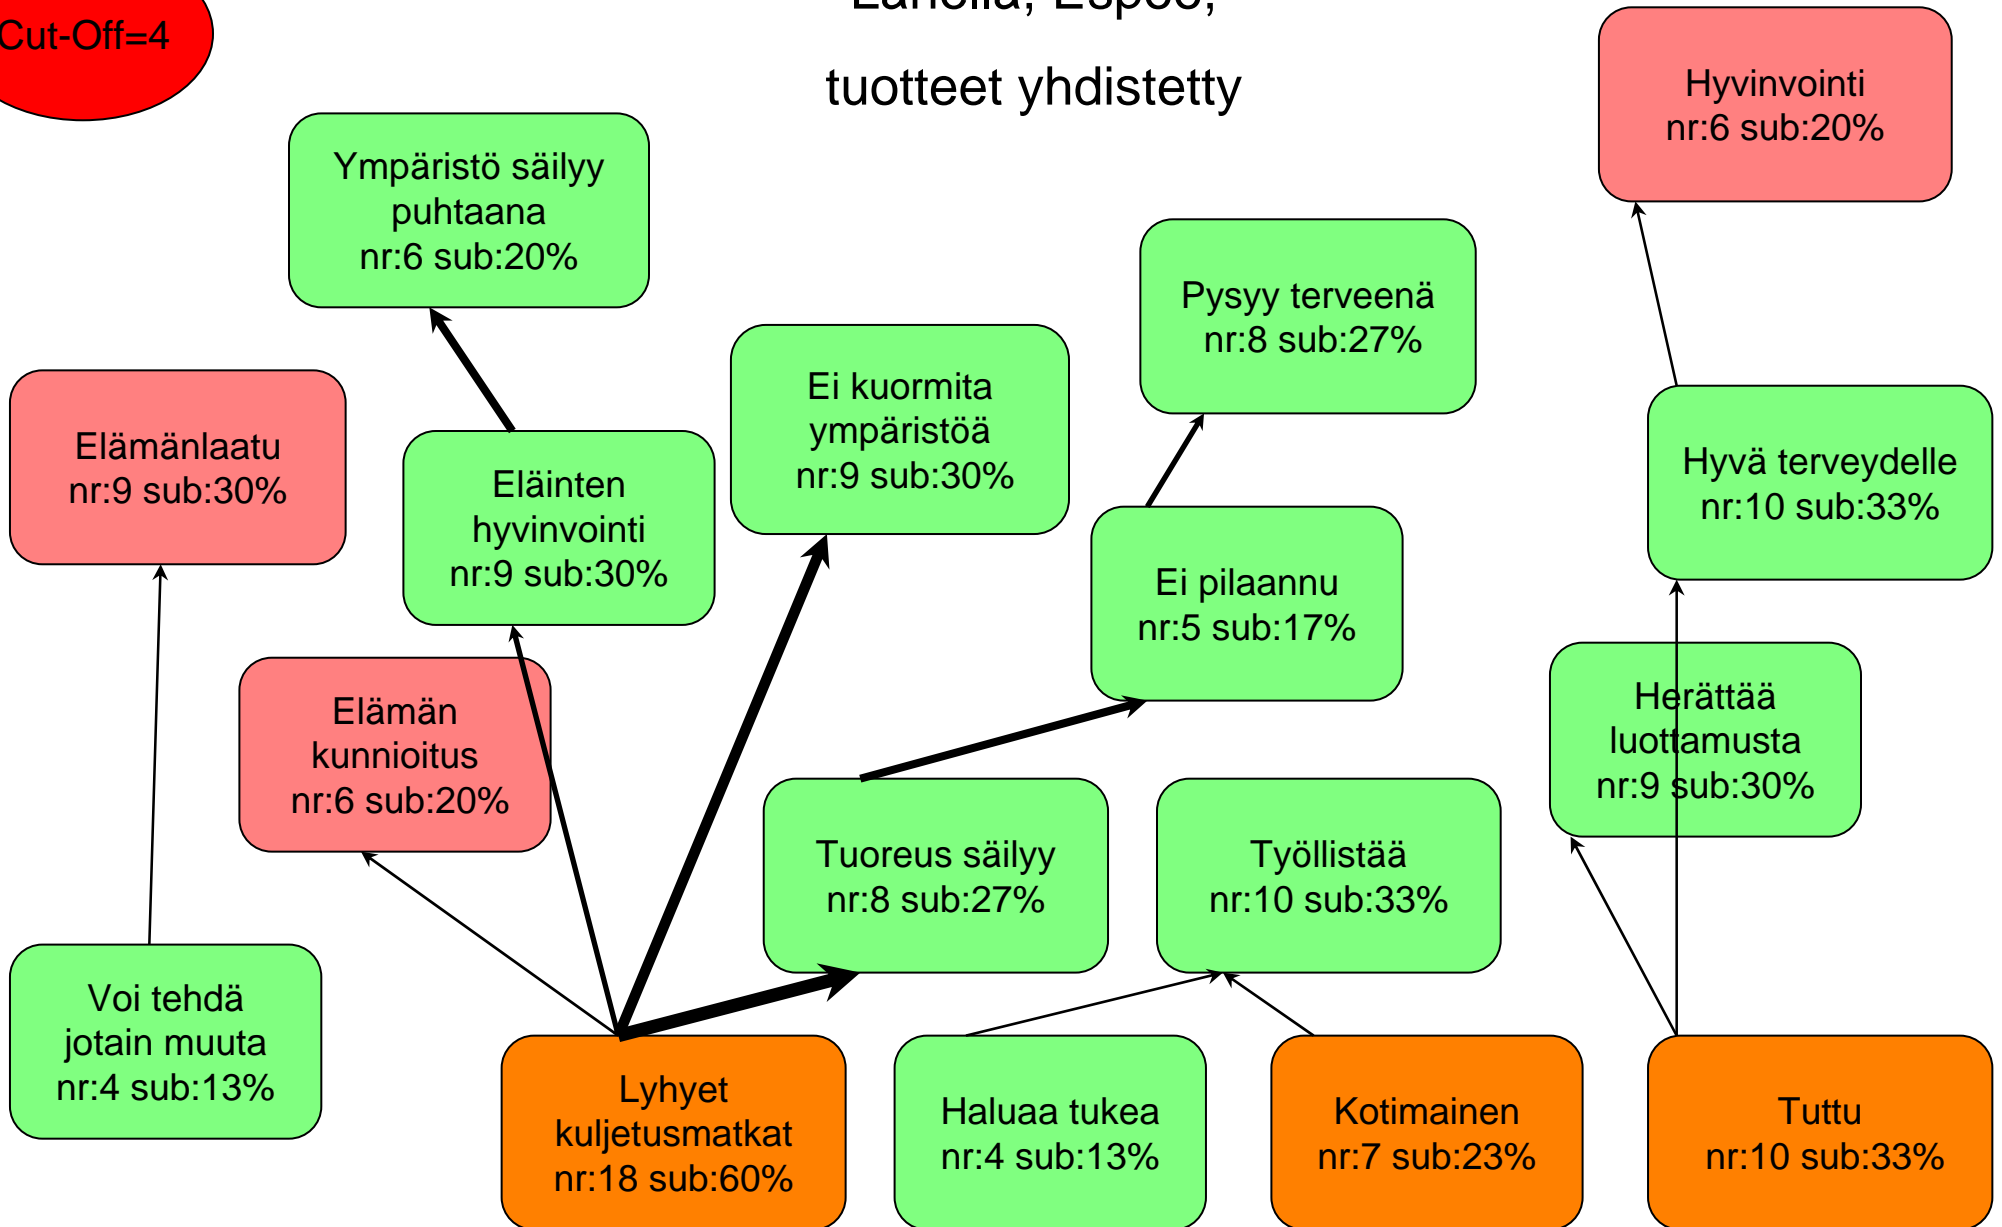 Cut-Off=4
Espoo,
tuotteet yhdistetty
Hyvinvointi
nr:6 sub:20%
Ympäristö säilyy
puhtaana
nr:6 sub:20%
Pysyy terveenä
nr:8 sub:27%
Ei kuormita
ympäristöä
nr:9 sub:30%
Elämänlaatu
nr:9 sub:30%
Eläinten
hyvinvointi
nr:9 sub:30%
Hyvä terveydelle
nr:10 sub:33%
Ei pilaannu
nr:5 sub:17%
Elämän
kunnioitus
nr:6 sub:20%
Herättää
luottamusta
nr:9 sub:30%
Tuoreus säilyy
nr:8 sub:27%
Työllistää
nr:10 sub:33%
Voi tehdä
jotain muuta
nr:4 sub:13%
Lyhyet
kuljetusmatkat
nr:18 sub:60%
Haluaa tukea
nr:4 sub:13%
Kotimainen
nr:7 sub:23%
Tuttu
nr:10 sub:33%